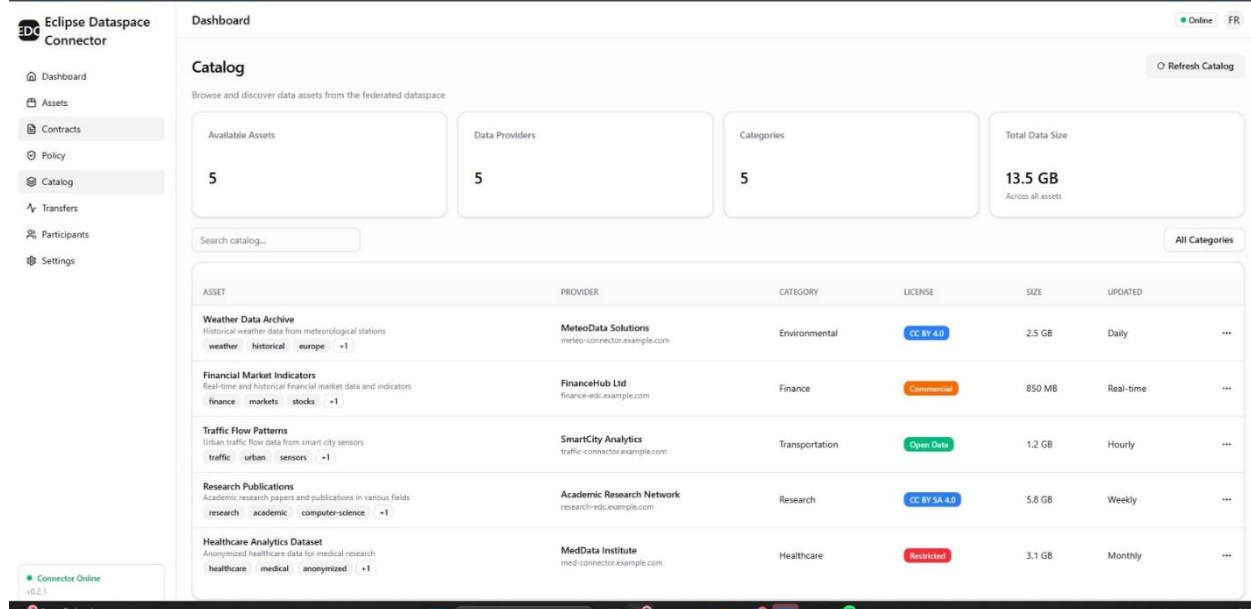 EDC
Eclipse Dataspace
Connector
Dashboard
Assets
Contracts
Policy
Catalog
Transfers
Participants
Settings
Connector Online
v0.2.1
Dashboard
Online FR
Catalog
Refresh Catalog
Browse and discover data assets from the federated dataspace
Available Assets
5
Data Providers
5
Categories
5
Total Data Size
13.5 GB
Across all assets
Search catalog...
All Categories
ASSET PROVIDER CATEGORY LICENSE SIZE UPDATED
Weather Data Archive
Historical weather data from meteorological stations
weather historical europe +1
MeteoData Solutions
meteo-connector.example.com
Environmental CC BY 4.0 2.5 GB Daily ...
Financial Market Indicators
Real-time and historical financial market data and indicators
finance markets stocks +1
FinanceHub Ltd
finance-edc.example.com
Finance Commercial 850 MB Real-time ...
Traffic Flow Patterns
Urban traffic flow data from smart city sensors
traffic urban sensors +1
SmartCity Analytics
traffic-connector.example.com
Transportation Open Data 1.2 GB Hourly ...
Research Publications
Academic research papers and publications in various fields
research academic computer-science +1
Academic Research Network
research-edc.example.com
Research CC BY SA 4.0 5.8 GB Weekly ...
Healthcare Analytics Dataset
Anonymized healthcare data for medical research
healthcare medical anonymized +1
MedData Institute
med-connector.example.com
Healthcare Restricted 3.1 GB Monthly ...